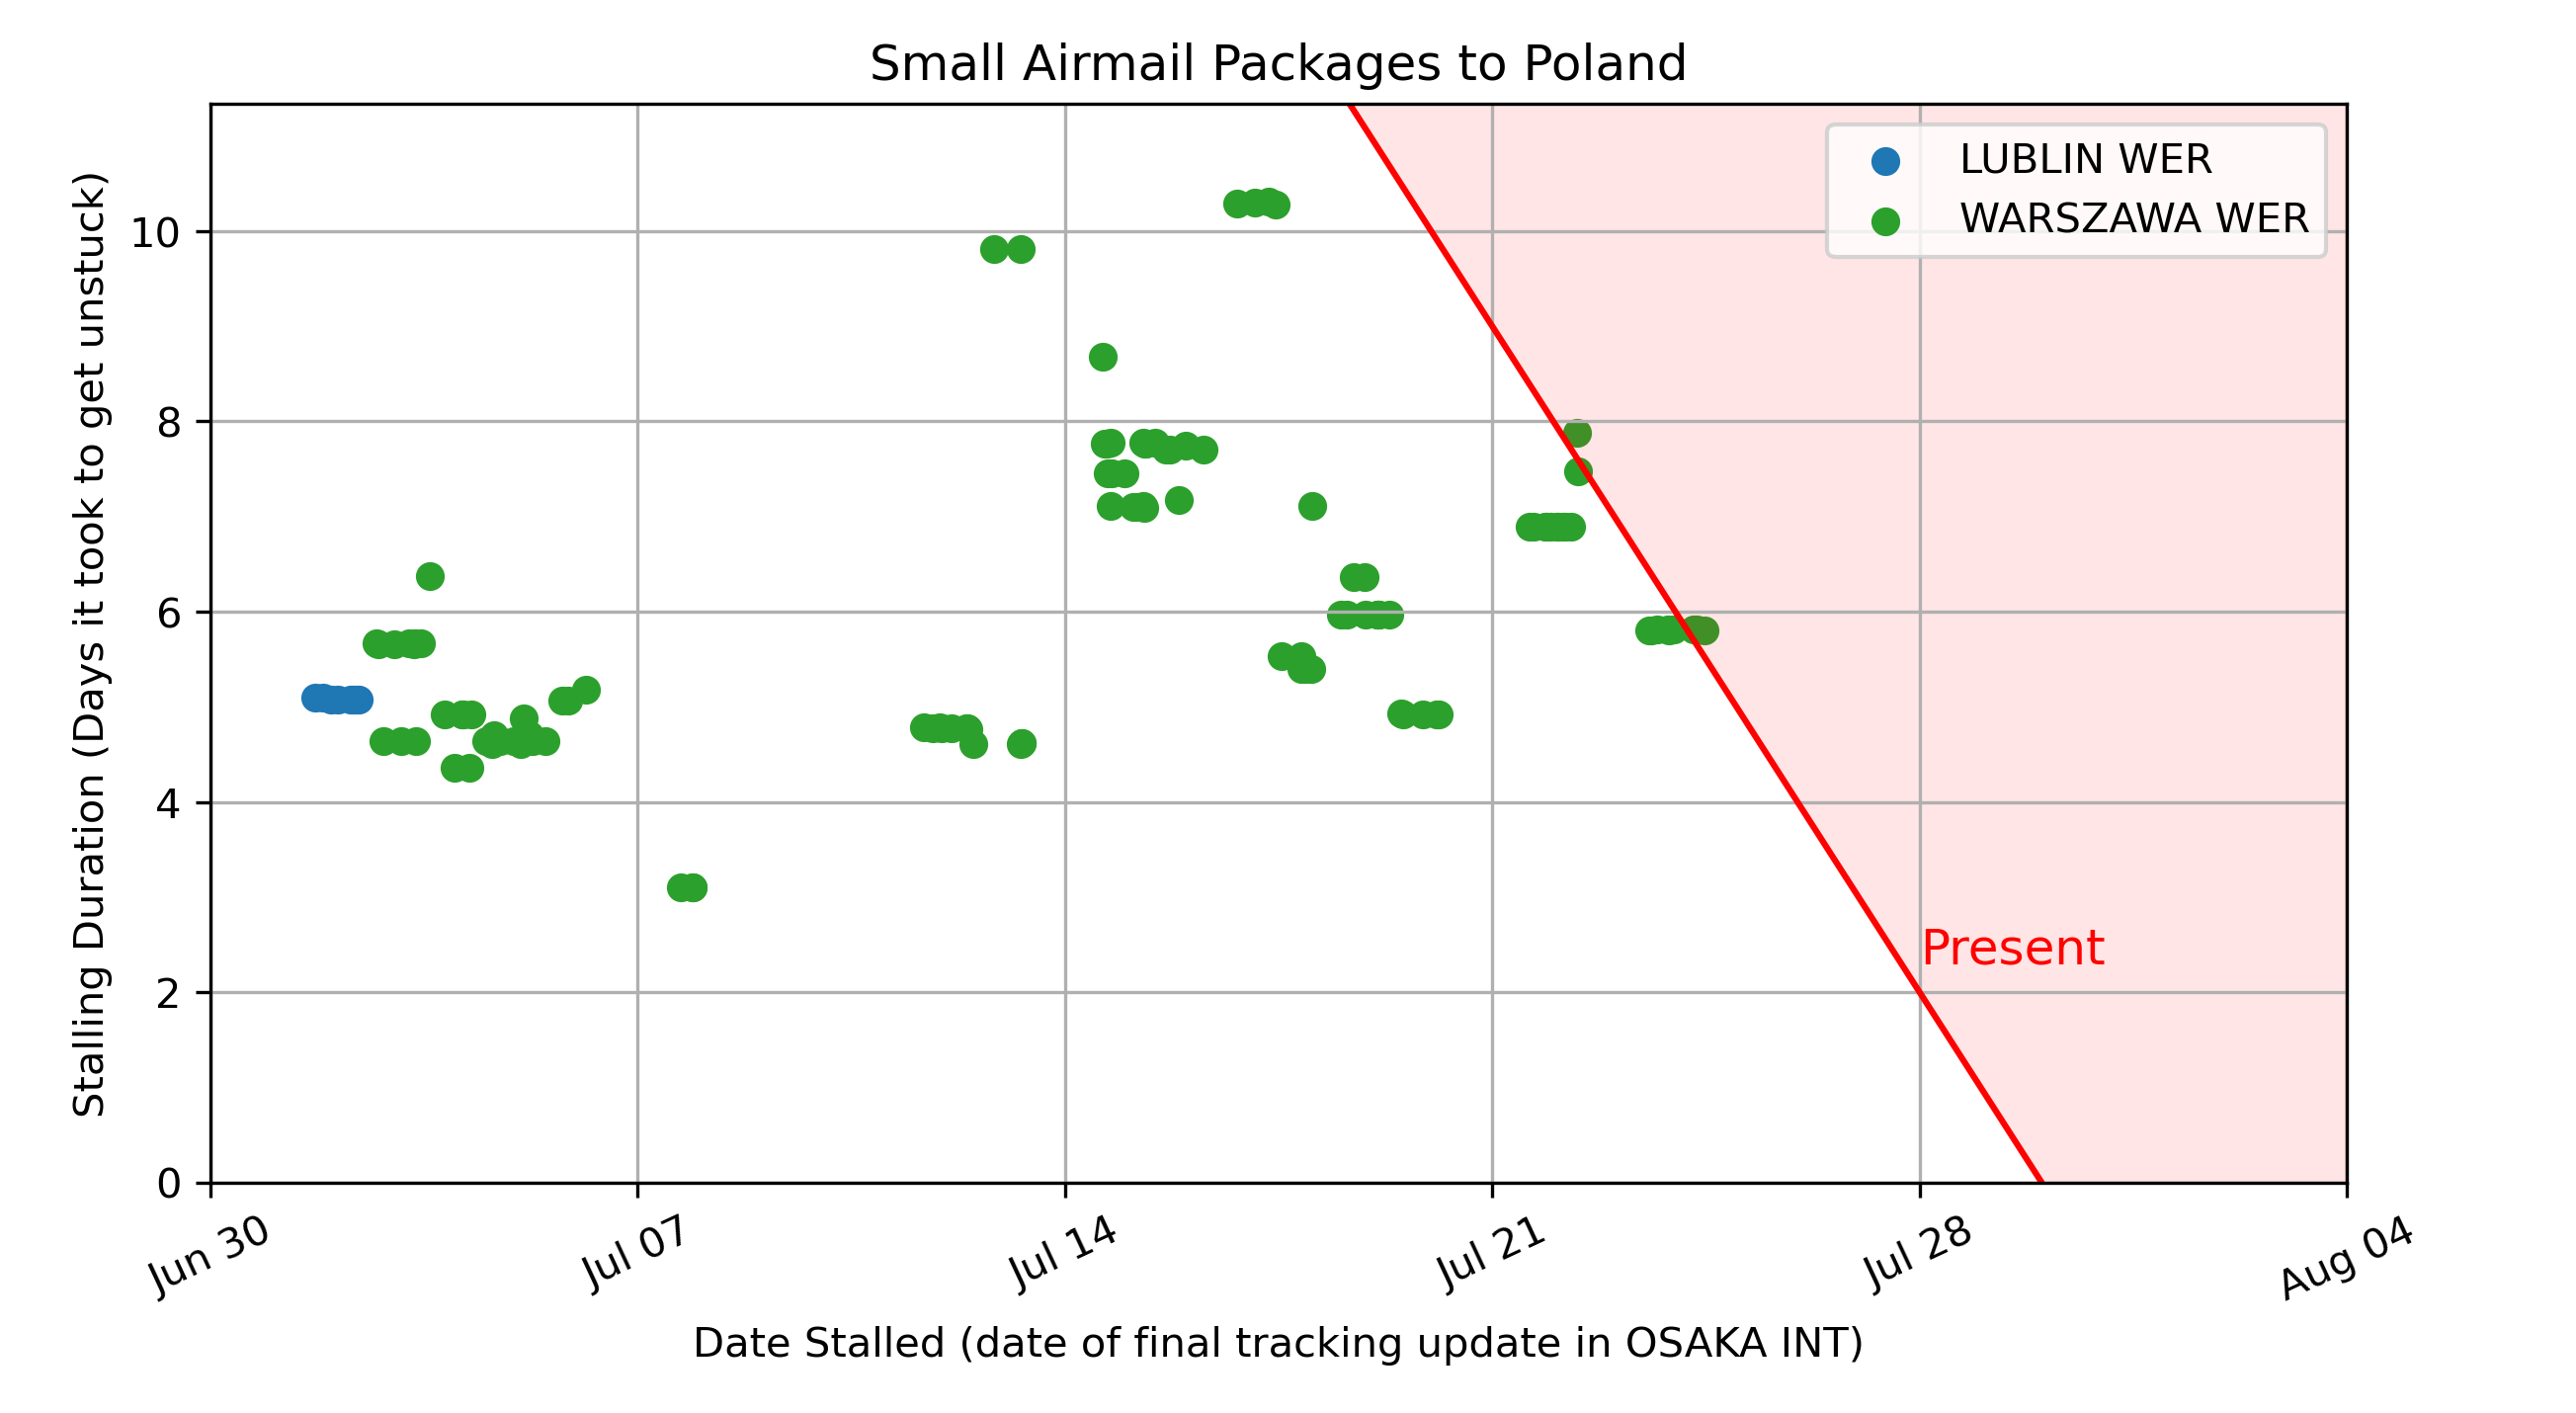 Small Airmail Packages to Poland
LUBLIN WER
WARSZAWA WER
Stalling Duration (Days it took to get unstuck)
10
8
6
4
2
0
Present
Jun 30
Jul 07
Jul 14
Jul 21
Jul 28
Aug 04
Date Stalled (date of final tracking update in OSAKA INT)